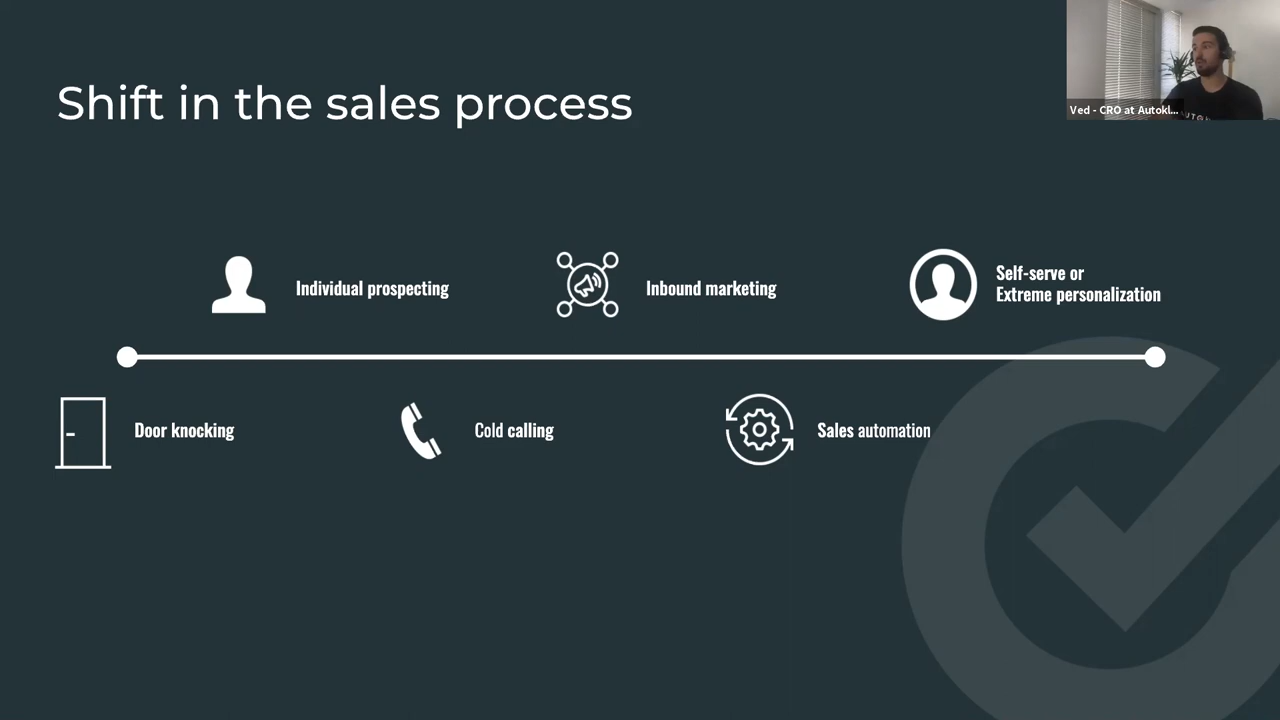 Shift in the sales process
Ved - CRO at Autokl...
Individual prospecting
Inbound marketing
Self-serve or
Extreme personalization
Door knocking
Cold calling
Sales automation